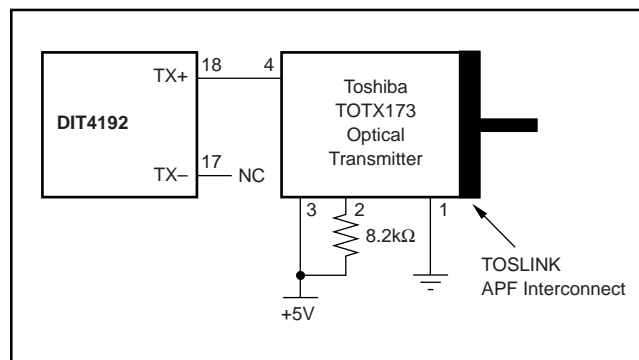 TX+
18
4
DIT4192
Toshiba
TOTX173
Optical
Transmitter
TX–
17
NC
3
2
1
8.2kΩ
+5V
TOSLINK
APF Interconnect